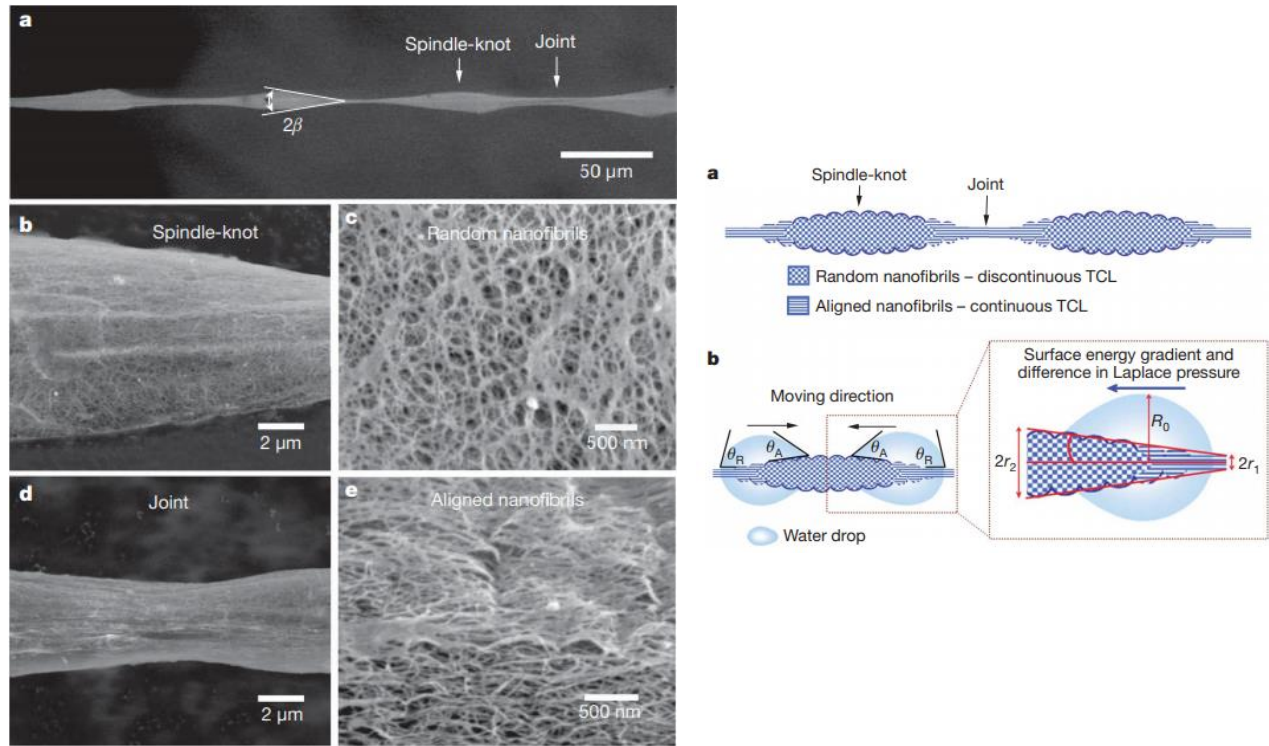 a
Spindle-knot
Joint
2β
50 μm
b
Spindle-knot
2 μm
c
Random nanofibrils
500 nm
d
Joint
2 μm
e
Aligned nanofibrils
500 nm
a
Spindle-knot
Joint
Random nanofibrils – discontinuous TCL
Aligned nanofibrils – continuous TCL
b
Moving direction
θR
θA
θA
θR
Water drop
Surface energy gradient and
difference in Laplace pressure
R0
2r2
2r1